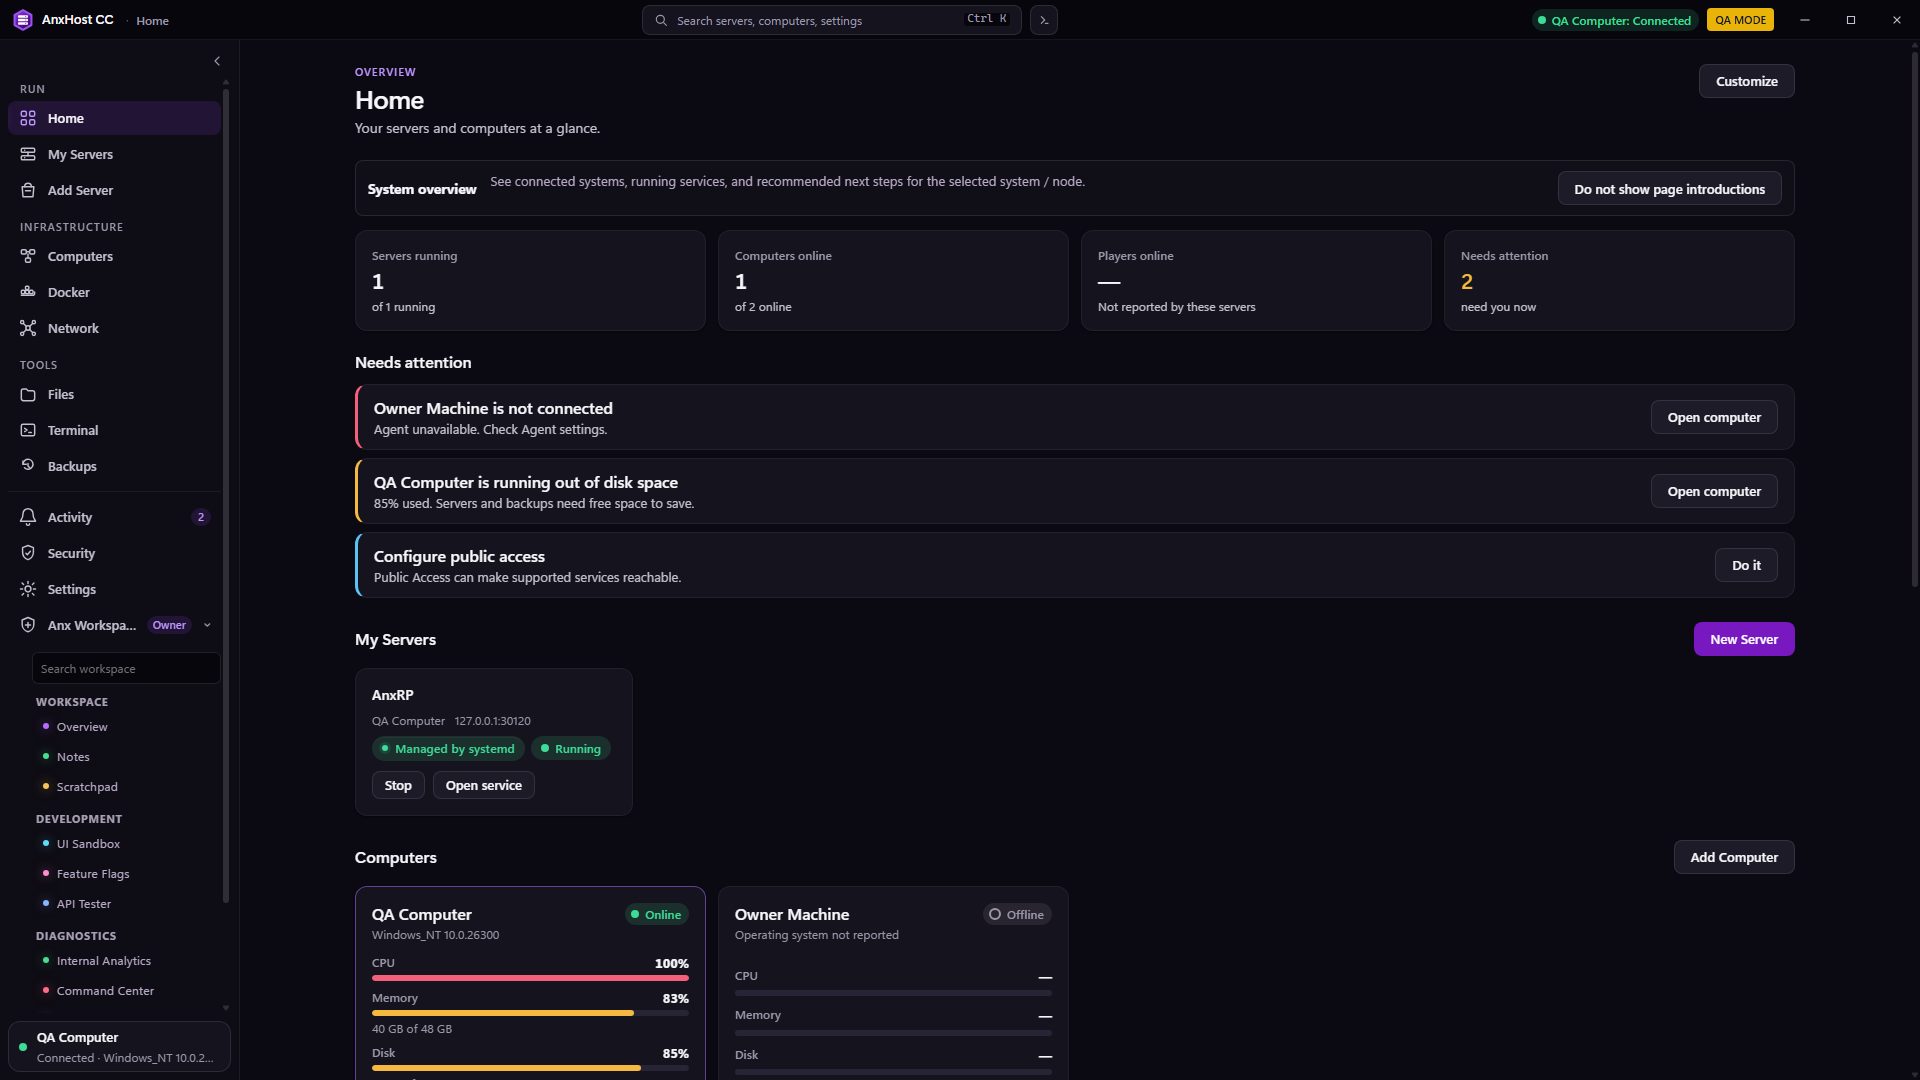 AnxHost CC · Home
Search servers, computers, settings Ctrl K
QA Computer: Connected
QA MODE
RUN
Home
My Servers
Add Server
INFRASTRUCTURE
Computers
Docker
Network
TOOLS
Files
Terminal
Backups
Activity 2
Security
Settings
Anx Workspa... Owner
Search workspace
WORKSPACE
Overview
Notes
Scratchpad
DEVELOPMENT
UI Sandbox
Feature Flags
API Tester
DIAGNOSTICS
Internal Analytics
Command Center
QA Computer
Connected · Windows_NT 10.0.2...
OVERVIEW
Home
Your servers and computers at a glance.
Customize
System overview See connected systems, running services, and recommended next steps for the selected system / node.
Do not show page introductions
Servers running
1
of 1 running
Computers online
1
of 2 online
Players online
—
Not reported by these servers
Needs attention
2
need you now
Needs attention
Owner Machine is not connected
Agent unavailable. Check Agent settings.
Open computer
QA Computer is running out of disk space
85% used. Servers and backups need free space to save.
Open computer
Configure public access
Public Access can make supported services reachable.
Do it
My Servers
New Server
AnxRP
QA Computer 127.0.0.1:30120
Managed by systemd Running
Stop Open service
Computers
Add Computer
QA Computer Online
Windows_NT 10.0.26300
CPU 100%
Memory 83%
40 GB of 48 GB
Disk 85%
Owner Machine Offline
Operating system not reported
CPU —
Memory —
Disk —